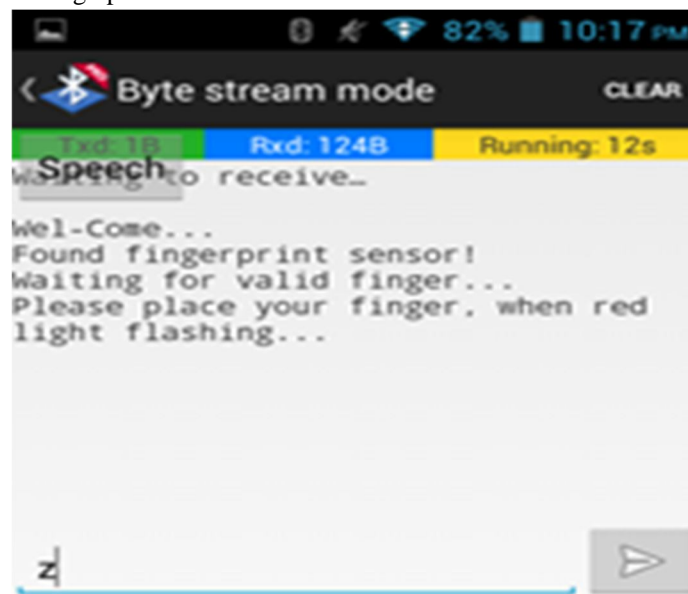 82% 10:17 PM
Byte stream mode CLEAR
Txd: 1B Rxd: 124B Running: 12s
Speech
Waiting to receive…
Wel-Come...
Found fingerprint sensor!
Waiting for valid finger...
Please place your finger, when red
light flashing...
z